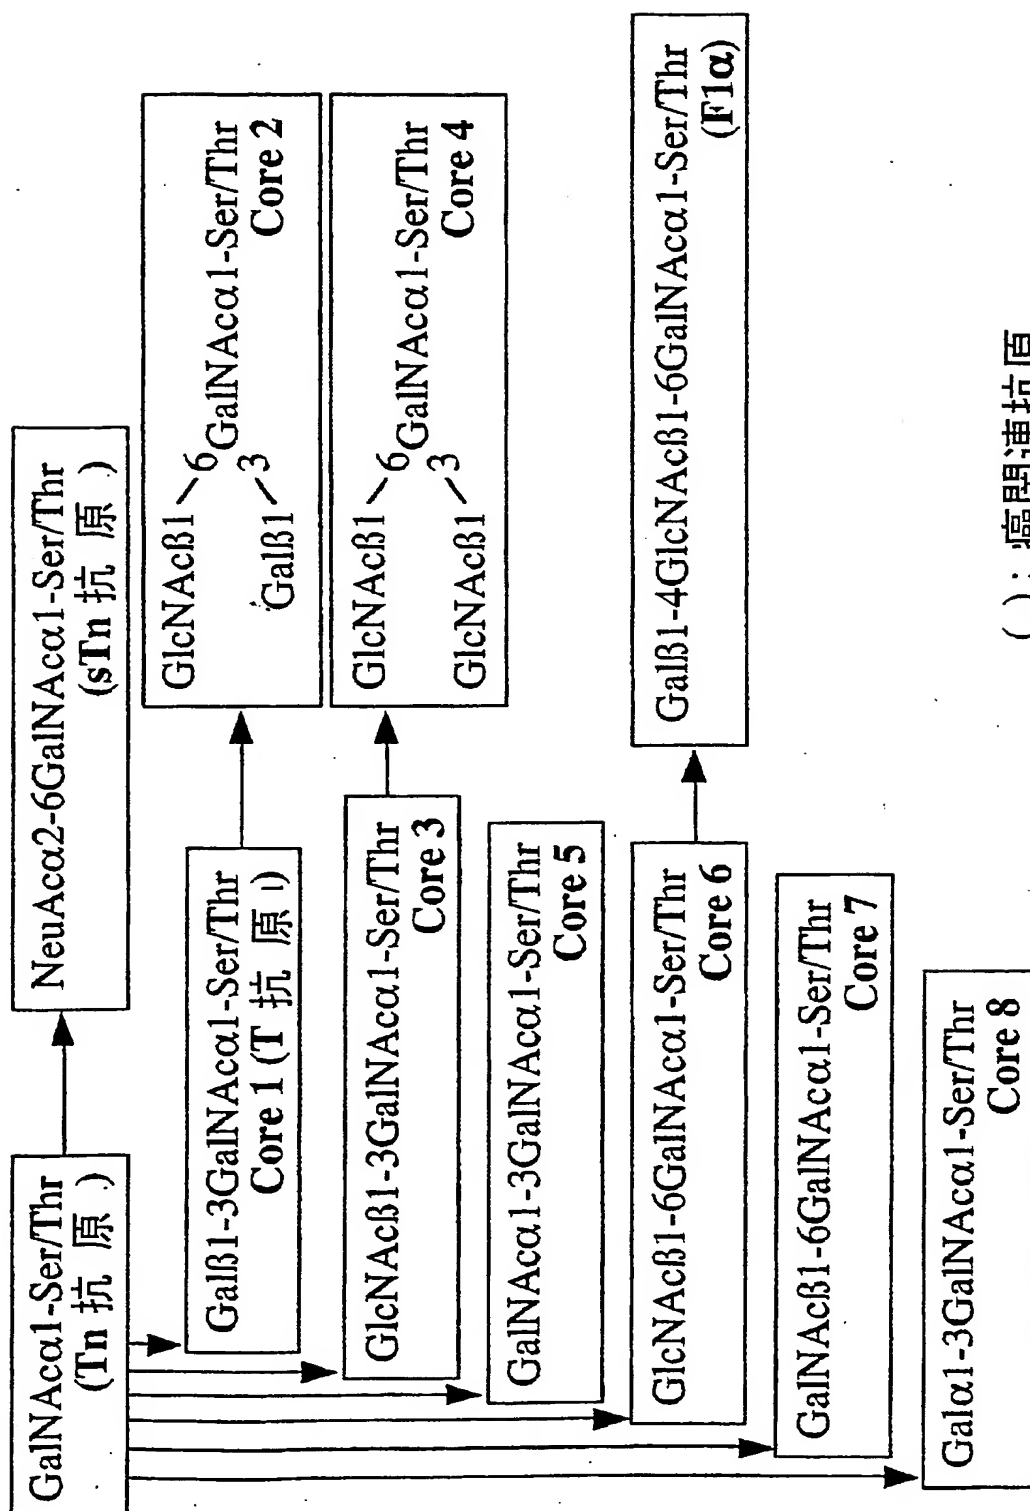 GalNAcα1-Ser/Thr
(Tn 抗 原 )
NeuAcα2-6GalNAcα1-Ser/Thr
(sTn 抗 原 )
Galß1-3GalNAcα1-Ser/Thr
Core 1 (T 抗 原 )
GlcNAcß1
6
GalNAcα1-Ser/Thr
3
Galß1
Core 2
GlcNAcß1-3GalNAcα1-Ser/Thr
Core 3
GlcNAcß1
6
GalNAcα1-Ser/Thr
3
GlcNAcß1
Core 4
GalNAcα1-3GalNAcα1-Ser/Thr
Core 5
GlcNAcß1-6GalNAcα1-Ser/Thr
Core 6
Galß1-4GlcNAcß1-6GalNAcα1-Ser/Thr
(F1α)
GalNAcß1-6GalNAcα1-Ser/Thr
Core 7
Galα1-3GalNAcα1-Ser/Thr
Core 8
( ): 癌関連抗原